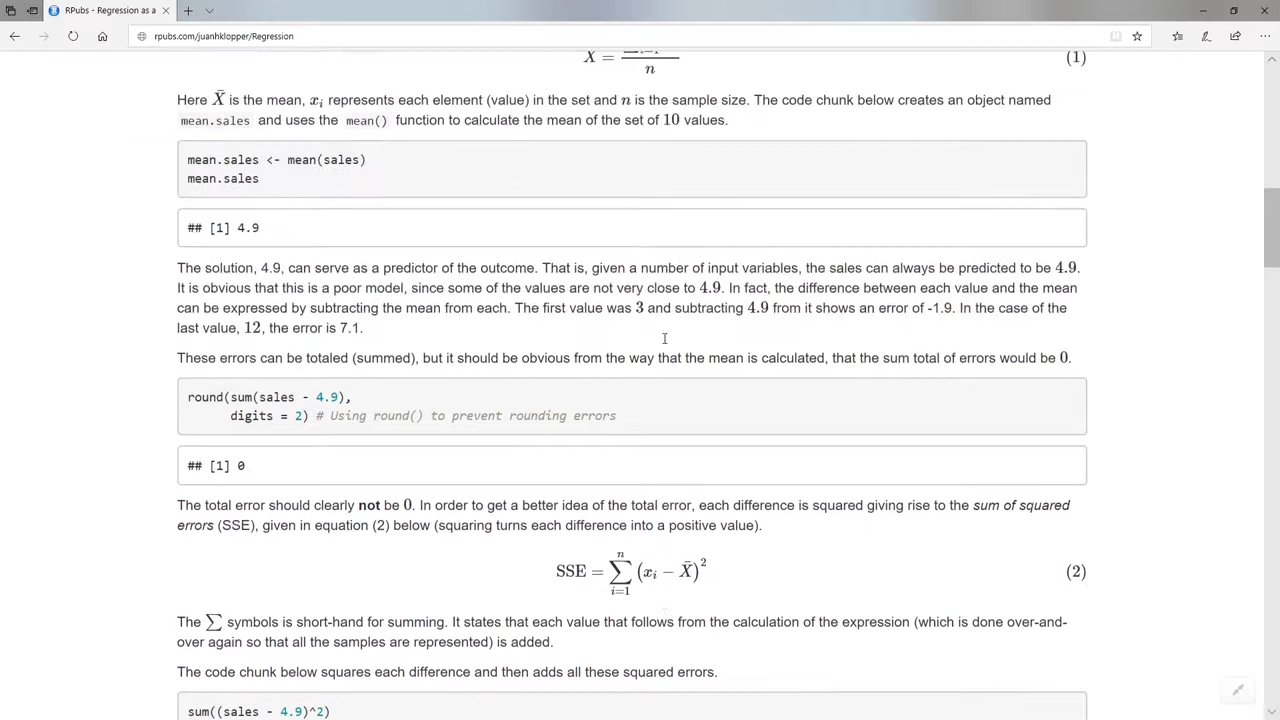 RPubs - Regression as a
rpubs.com/juanhklopper/Regression
X̄ =
n
(1)
Here X̄ is the mean, xᵢ represents each element (value) in the set and n is the sample size. The code chunk below creates an object named
mean.sales and uses the mean() function to calculate the mean of the set of 10 values.
mean.sales <- mean(sales)
mean.sales
## [1] 4.9
The solution, 4.9, can serve as a predictor of the outcome. That is, given a number of input variables, the sales can always be predicted to be 4.9.
It is obvious that this is a poor model, since some of the values are not very close to 4.9. In fact, the difference between each value and the mean
can be expressed by subtracting the mean from each. The first value was 3 and subtracting 4.9 from it shows an error of -1.9. In the case of the
last value, 12, the error is 7.1.
These errors can be totaled (summed), but it should be obvious from the way that the mean is calculated, that the sum total of errors would be 0.
round(sum(sales - 4.9),
digits = 2) # Using round() to prevent rounding errors
## [1] 0
The total error should clearly not be 0. In order to get a better idea of the total error, each difference is squared giving rise to the sum of squared
errors (SSE), given in equation (2) below (squaring turns each difference into a positive value).
SSE = ∑ⁿᵢ₌₁ (xᵢ − X̄)² (2)
The ∑ symbols is short-hand for summing. It states that each value that follows from the calculation of the expression (which is done over-and-
over again so that all the samples are represented) is added.
The code chunk below squares each difference and then adds all these squared errors.
sum((sales - 4.9)^2)